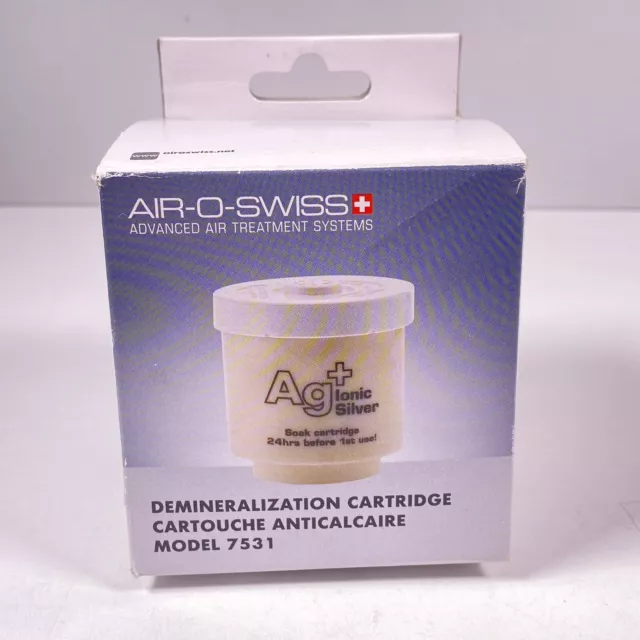 www airoswiss.net
AIR-O-SWISS
ADVANCED AIR TREATMENT SYSTEMS
Ag+ Ionic
Silver
Soak cartridge
24hrs before 1st use!
DEMINERALIZATION CARTRIDGE
CARTOUCHE ANTICALCAIRE
MODEL 7531